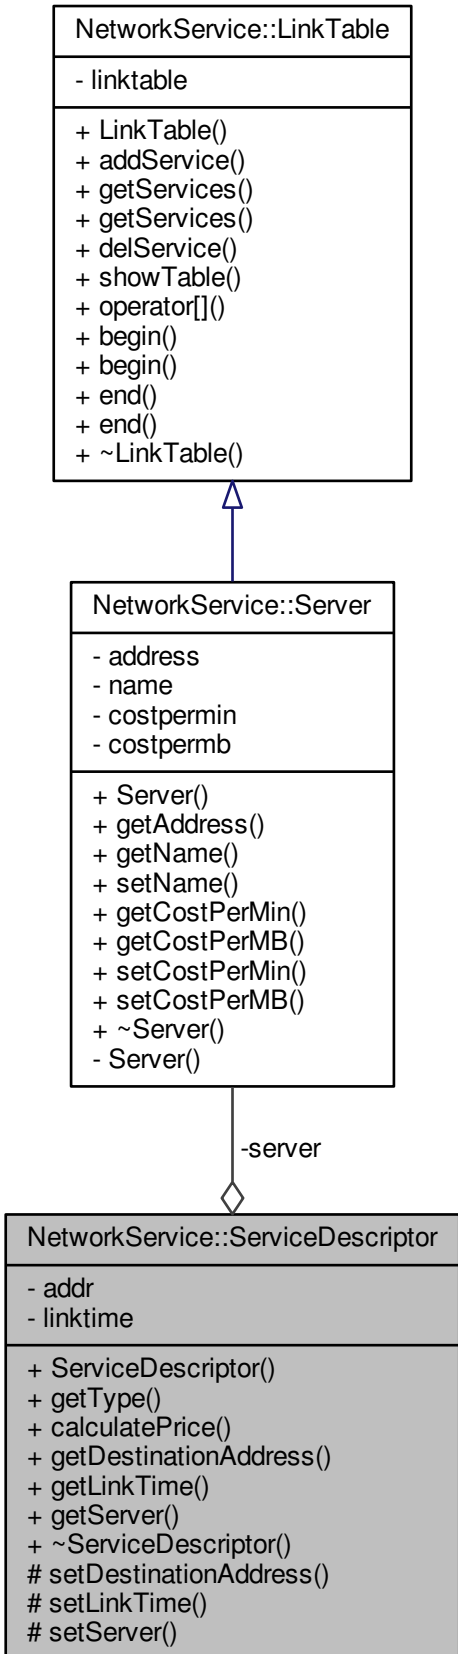 NetworkService::LinkTable
- linktable
+ LinkTable()
+ addService()
+ getServices()
+ getServices()
+ delService()
+ showTable()
+ operator[]()
+ begin()
+ begin()
+ end()
+ end()
+ ~LinkTable()
NetworkService::Server
- address
- name
- costpermin
- costpermb
+ Server()
+ getAddress()
+ getName()
+ setName()
+ getCostPerMin()
+ getCostPerMB()
+ setCostPerMin()
+ setCostPerMB()
+ ~Server()
- Server()
-server
NetworkService::ServiceDescriptor
- addr
- linktime
+ ServiceDescriptor()
+ getType()
+ calculatePrice()
+ getDestinationAddress()
+ getLinkTime()
+ getServer()
+ ~ServiceDescriptor()
# setDestinationAddress()
# setLinkTime()
# setServer()